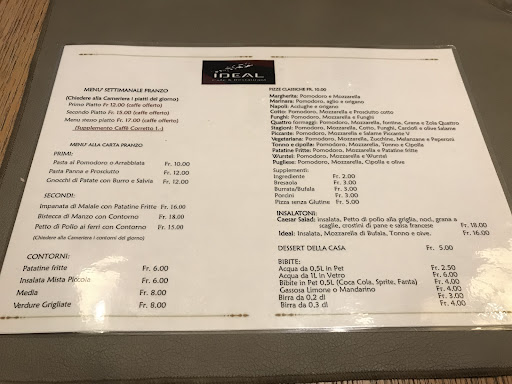 IDEAL
MENU' SETTIMANALE PRANZO
(Chiedere alla Cameriera i piatti del giorno)
Primo Piatto Fr 12.00 (caffe offerto)
Secondo Piatto Fr. 15.00 (caffe offerto)
Menu intero piatto Fr. 17.00 (caffe offerto)
(Supplemento Caffè Corretto 1.-)
MENU' ALLA CARTA PRANZO
PRIMI:
Pasta al Pomodoro o Arrabbiata Fr. 10.00
Pasta Panna e Prosciutto Fr. 12.00
Gnocchi di Patate con Burro e Salvia Fr. 12.00
SECONDI:
Impanata di Maiale con Patatine Fritte Fr. 16.00
Bistecca di Manzo con Contorno Fr. 18.00
Petto di Pollo ai ferri con Contorno Fr. 15.00
(Chiedere alla Cameriera i contorni del giorno)
CONTORNI:
Patatine fritte Fr. 6.00
Insalata Mista Piccola Fr. 6.00
Media Fr. 8.00
Verdure Grigliate Fr. 8.00
PIZZE CLASSICHE FR. 10.00
Margherita: Pomodoro e Mozzarella
Marinara: Pomodoro, aglio e origano
Napoli: Acciughe e origano
Cotto: Pomodoro, Mozzarella e Prosciutto cotto
Funghi: Pomodoro, Mozzarella e Funghi
Quattro formaggi: Pomodoro, Mozzarella, fontina, Grana e Zola Quattro
Stagioni: Pomodoro, Mozzarella, Cotto, Funghi, Carciofi e olive Salame
Piccante: Pomodoro, Mozzarella e Salame Piccante V
Vegetariana: Pomodoro, Mozzarella, Zucchine, Melanzane e Peperoni
Tonno e cipolla: Pomodoro, Mozzarella, Tonno e Cipolla
Patatine Fritte: Pomodoro, Mozzarella e Patatine fritte
Wurstel: Pomodoro, Mozzarella e Wurstel
Pugliese: Pomodoro, Mozzarella, Cipolla e olive
Supplementi:
Ingrediente Fr. 2.00
Bresaola Fr. 3.00
Burrata/Bufala Fr. 3.00
Porcini Fr. 3.00
Pizza senza Glutine Fr. 5.00
INSALATONI:
Caesar Salad: insalata, Petto di pollo alla griglia, noci, grana a
scaglie, crostini di pane e salsa francese Fr. 18.00
Ideal: Insalata, Mozzarella di Bufala, Tonno e olive. Fr. 16.00
DESSERT DELLA CASA Fr. 5.00
BIBITE:
Acqua da 0,5L in Pet Fr. 2.50
Acqua da 1L in Vetro Fr. 6.00
Bibite in Pet 0,5L (Coca Cola, Sprite, Fanta) Fr. 4.00
Gassosa Limone o Mandarino Fr. 4.00
Birra da 0,2 dl Fr. 3.00
Birra da 0,3 dl Fr. 4.00